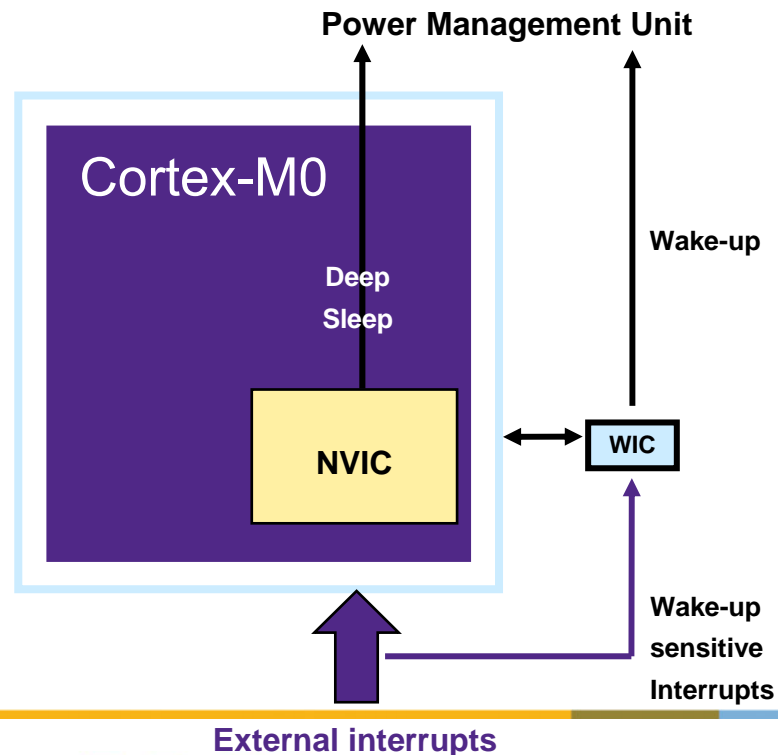 Power Management Unit
Cortex-M0
Wake-up
Deep
Sleep
NVIC
WIC
Wake-up
sensitive
Interrupts
External interrupts